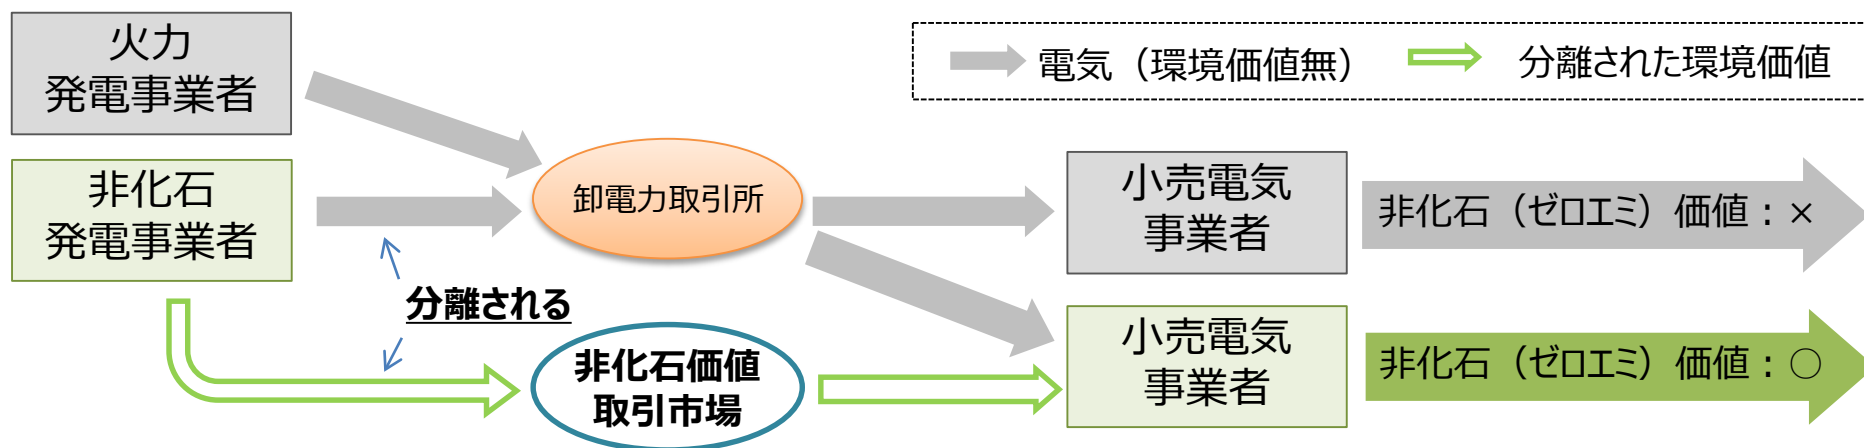 火力
発電事業者
電気（環境価値無）
分離された環境価値
非化石
発電事業者
卸電力取引所
小売電気
事業者
非化石（ゼロエミ）価値：×
分離される
非化石価値
取引市場
小売電気
事業者
非化石（ゼロエミ）価値：○